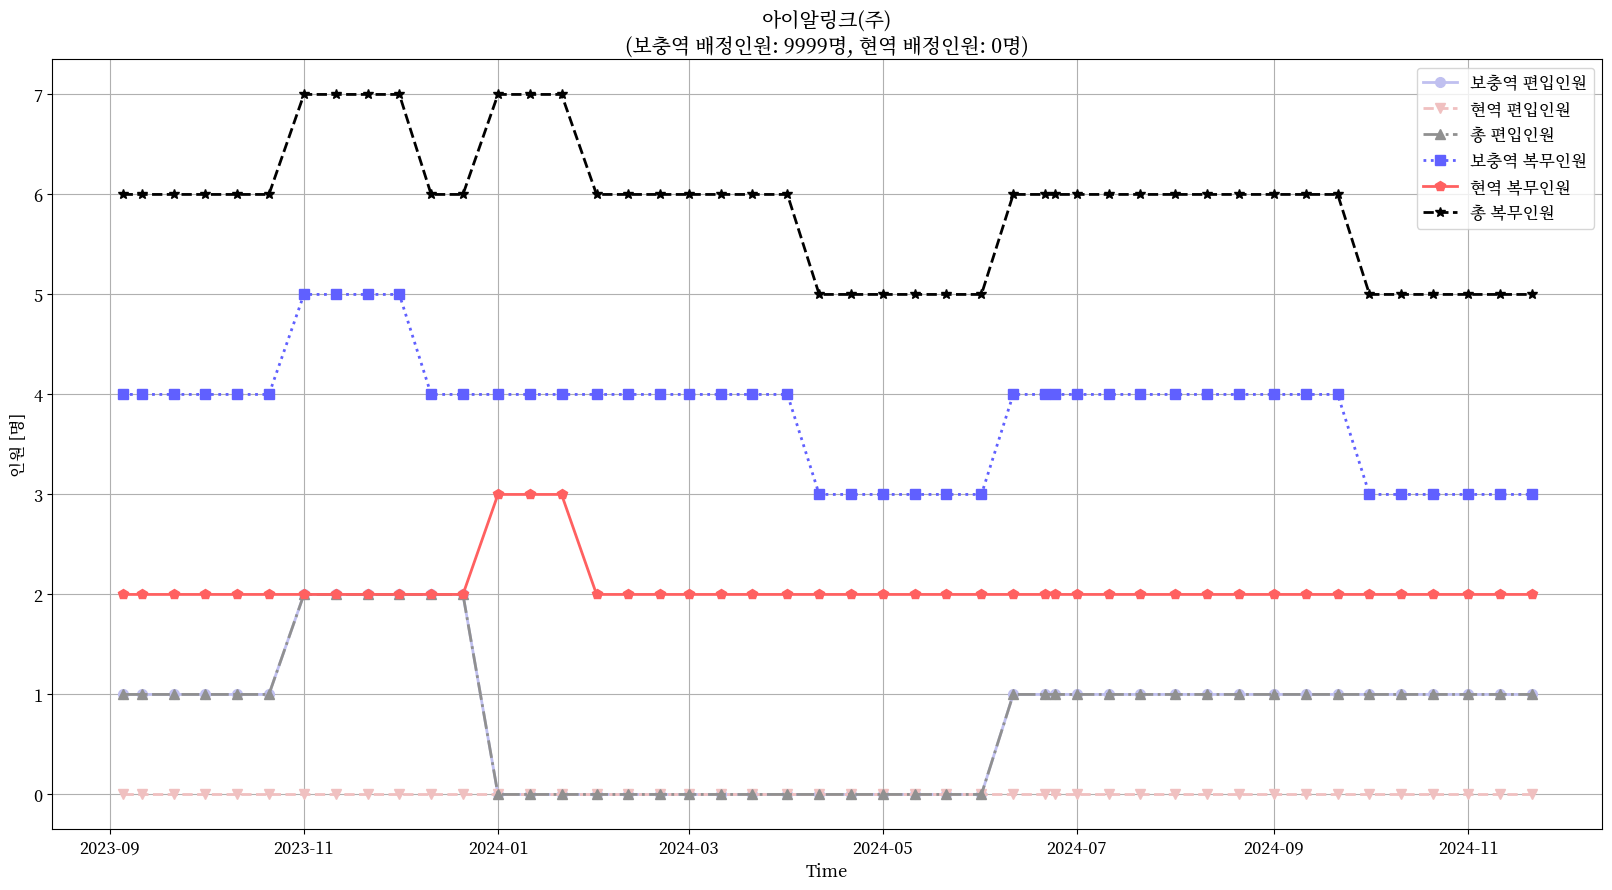 아이알링크(주)
(보충역 배정인원: 9999명, 현역 배정인원: 0명)
보충역 편입인원
현역 편입인원
총 편입인원
보충역 복무인원
현역 복무인원
총 복무인원
인원 [명]
7
6
5
4
3
2
1
0
2023-09 2023-11 2024-01 2024-03 2024-05 2024-07 2024-09 2024-11
Time